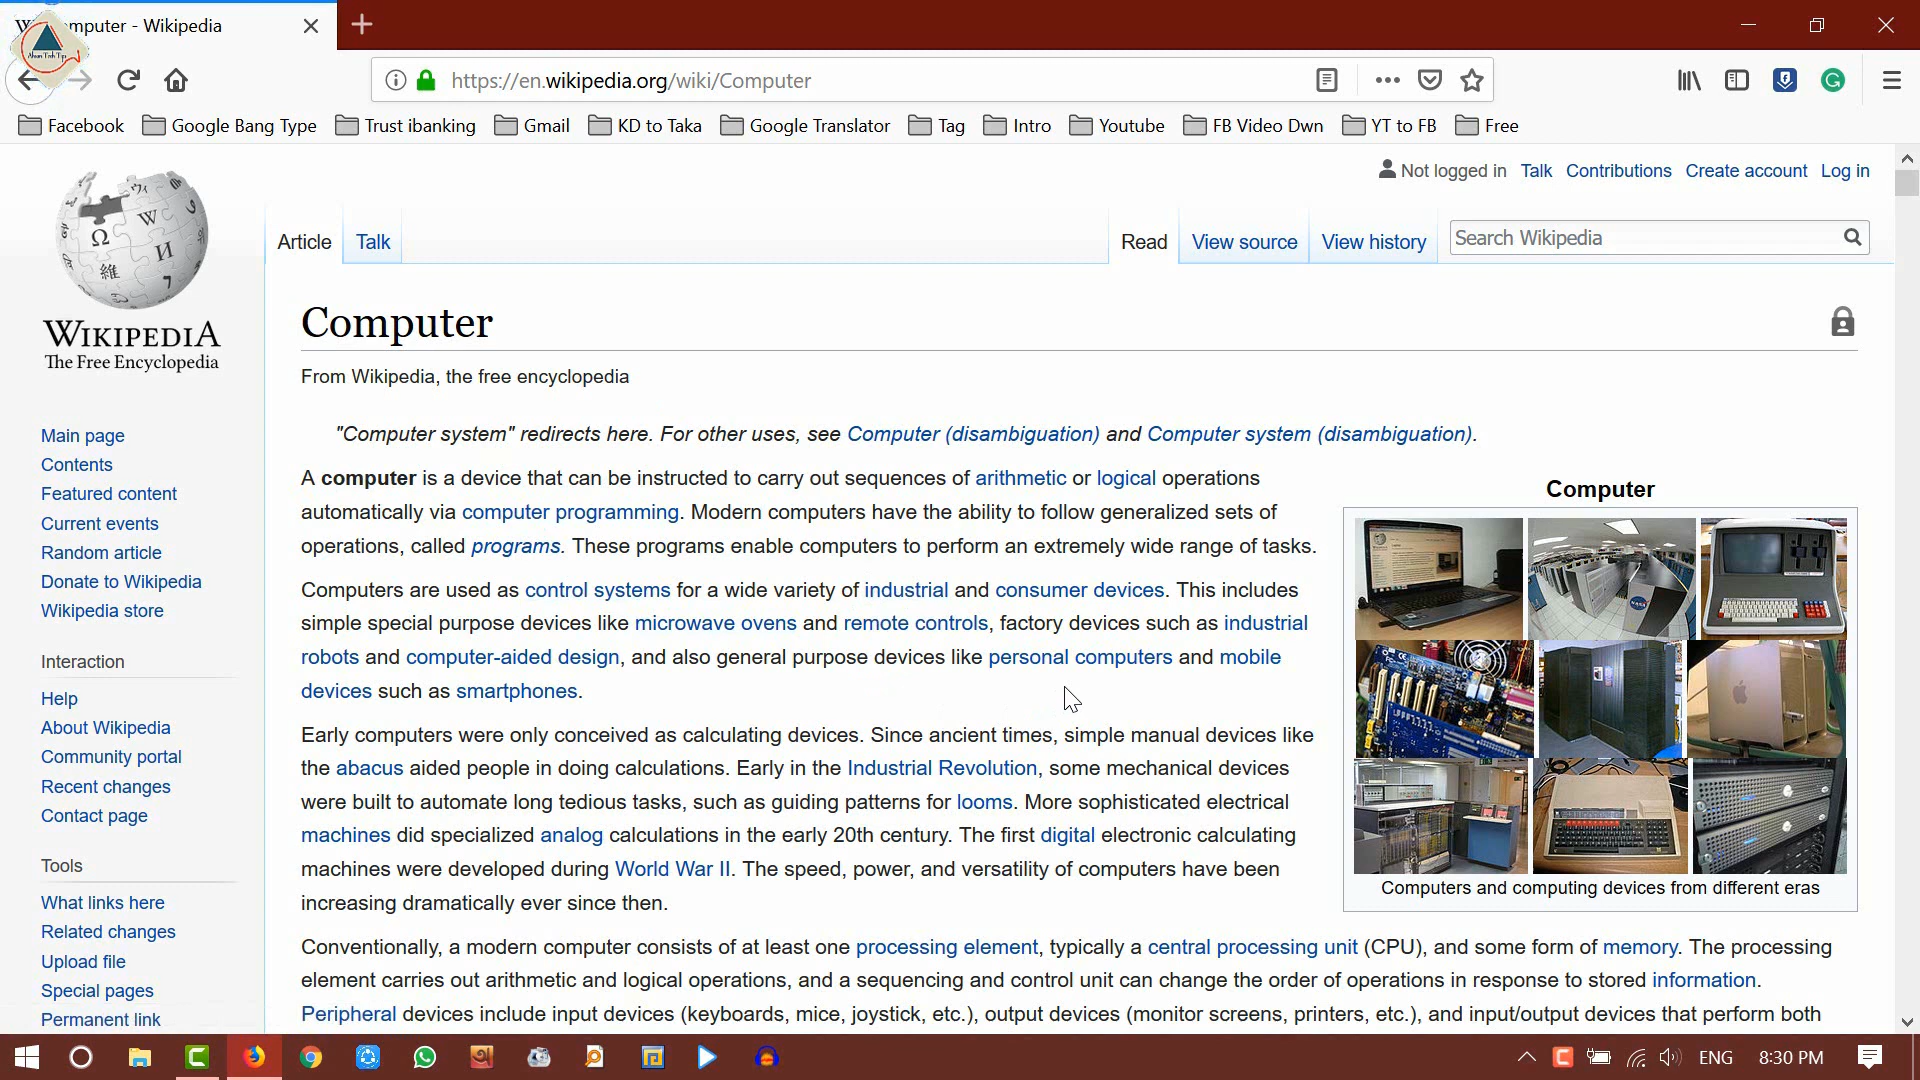 omputer - Wikipedia
Ahsan Tech Tips
https://en.wikipedia.org/wiki/Computer
Facebook Google Bang Type Trust ibanking Gmail KD to Taka Google Translator Tag Intro Youtube FB Video Dwn YT to FB Free
Not logged in Talk Contributions Create account Log in
Article Talk Read View source View history Search Wikipedia
WIKIPEDIA
The Free Encyclopedia
Main page
Contents
Featured content
Current events
Random article
Donate to Wikipedia
Wikipedia store
Interaction
Help
About Wikipedia
Community portal
Recent changes
Contact page
Tools
What links here
Related changes
Upload file
Special pages
Permanent link
Computer
From Wikipedia, the free encyclopedia
"Computer system" redirects here. For other uses, see Computer (disambiguation) and Computer system (disambiguation).
A computer is a device that can be instructed to carry out sequences of arithmetic or logical operations
automatically via computer programming. Modern computers have the ability to follow generalized sets of
operations, called programs. These programs enable computers to perform an extremely wide range of tasks.
Computers are used as control systems for a wide variety of industrial and consumer devices. This includes
simple special purpose devices like microwave ovens and remote controls, factory devices such as industrial
robots and computer-aided design, and also general purpose devices like personal computers and mobile
devices such as smartphones.
Early computers were only conceived as calculating devices. Since ancient times, simple manual devices like
the abacus aided people in doing calculations. Early in the Industrial Revolution, some mechanical devices
were built to automate long tedious tasks, such as guiding patterns for looms. More sophisticated electrical
machines did specialized analog calculations in the early 20th century. The first digital electronic calculating
machines were developed during World War II. The speed, power, and versatility of computers have been
increasing dramatically ever since then.
Conventionally, a modern computer consists of at least one processing element, typically a central processing unit (CPU), and some form of memory. The processing
element carries out arithmetic and logical operations, and a sequencing and control unit can change the order of operations in response to stored information.
Peripheral devices include input devices (keyboards, mice, joystick, etc.), output devices (monitor screens, printers, etc.), and input/output devices that perform both
Computer
Computers and computing devices from different eras
ENG 8:30 PM